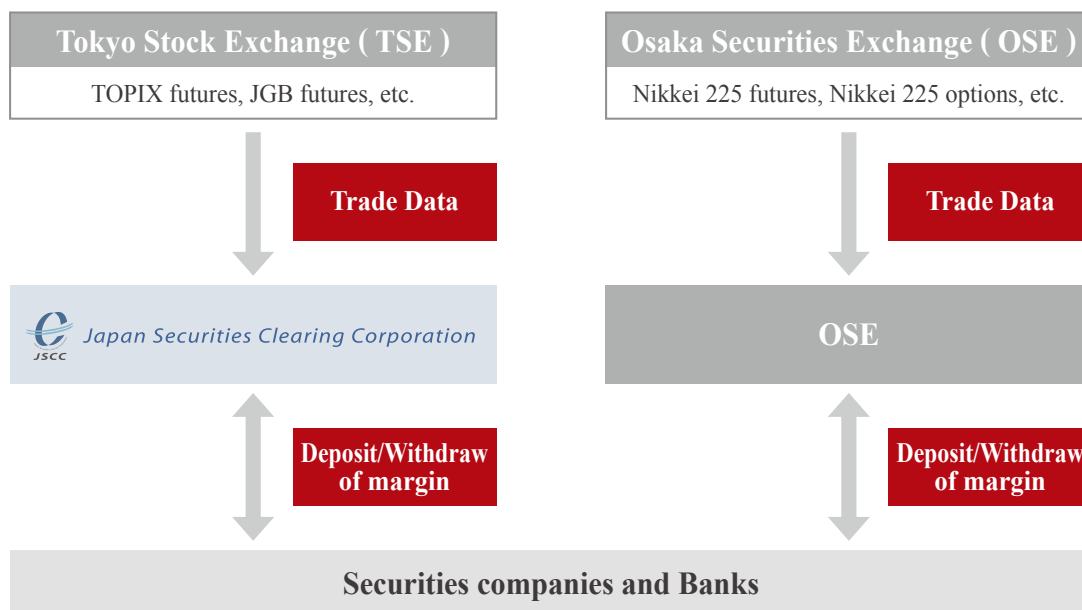 Tokyo Stock Exchange ( TSE )
TOPIX futures, JGB futures, etc.
Osaka Securities Exchange ( OSE )
Nikkei 225 futures, Nikkei 225 options, etc.
Trade Data
Trade Data
JSCC
Japan Securities Clearing Corporation
OSE
Deposit/Withdraw
of margin
Deposit/Withdraw
of margin
Securities companies and Banks